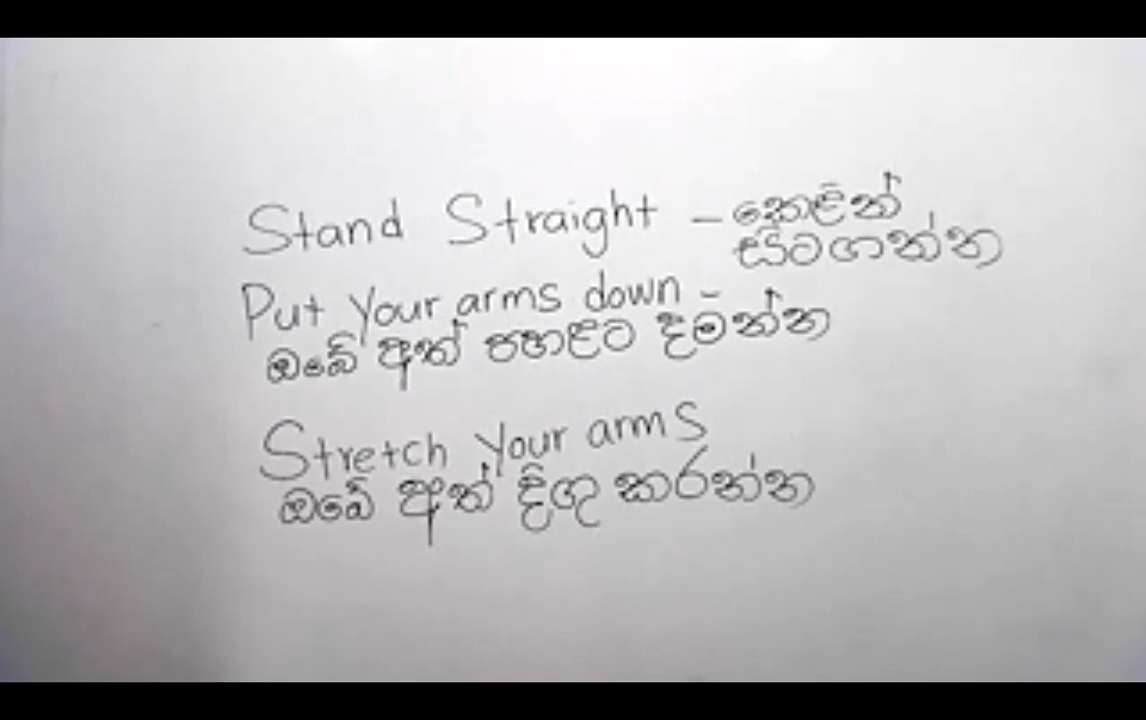 Stand Straight – කෙළින්
සිටගන්න
Put Your arms down –
ඔබේ අත් පහළට දමන්න
Stretch Your arms
ඔබේ අත් දිගු කරන්න